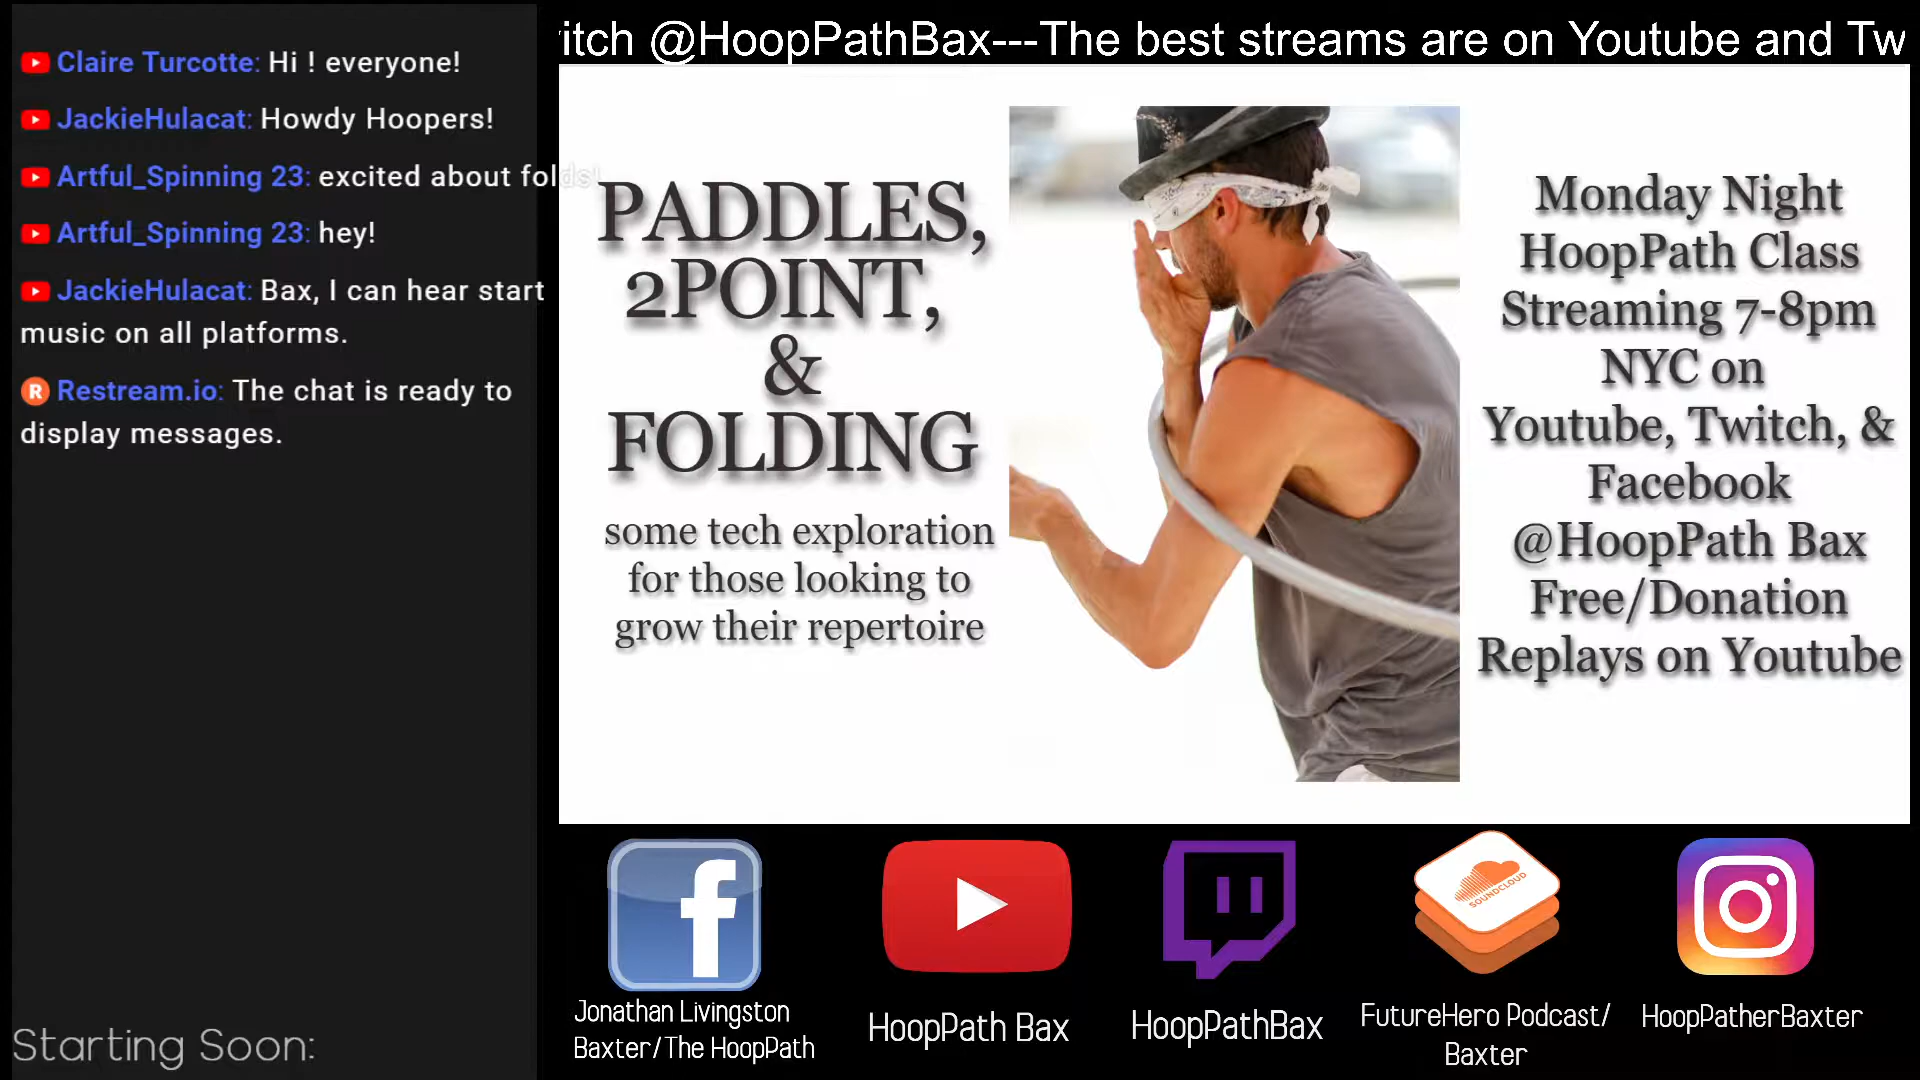 Claire Turcotte: Hi ! everyone!
JackieHulacat: Howdy Hoopers!
Artful_Spinning 23: excited about folds!
Artful_Spinning 23: hey!
JackieHulacat: Bax, I can hear start
music on all platforms.
R Restream.io: The chat is ready to
display messages.
Starting Soon:
itch @HoopPathBax---The best streams are on Youtube and Tw
PADDLES,
2POINT,
&
FOLDING
some tech exploration
for those looking to
grow their repertoire
Monday Night
HoopPath Class
Streaming 7-8pm
NYC on
Youtube, Twitch, &
Facebook
@HoopPath Bax
Free/Donation
Replays on Youtube
f
SOUNDCLOUD
Jonathan Livingston
Baxter/The HoopPath
HoopPath Bax
HoopPathBax
FutureHero Podcast/
Baxter
HoopPatherBaxter